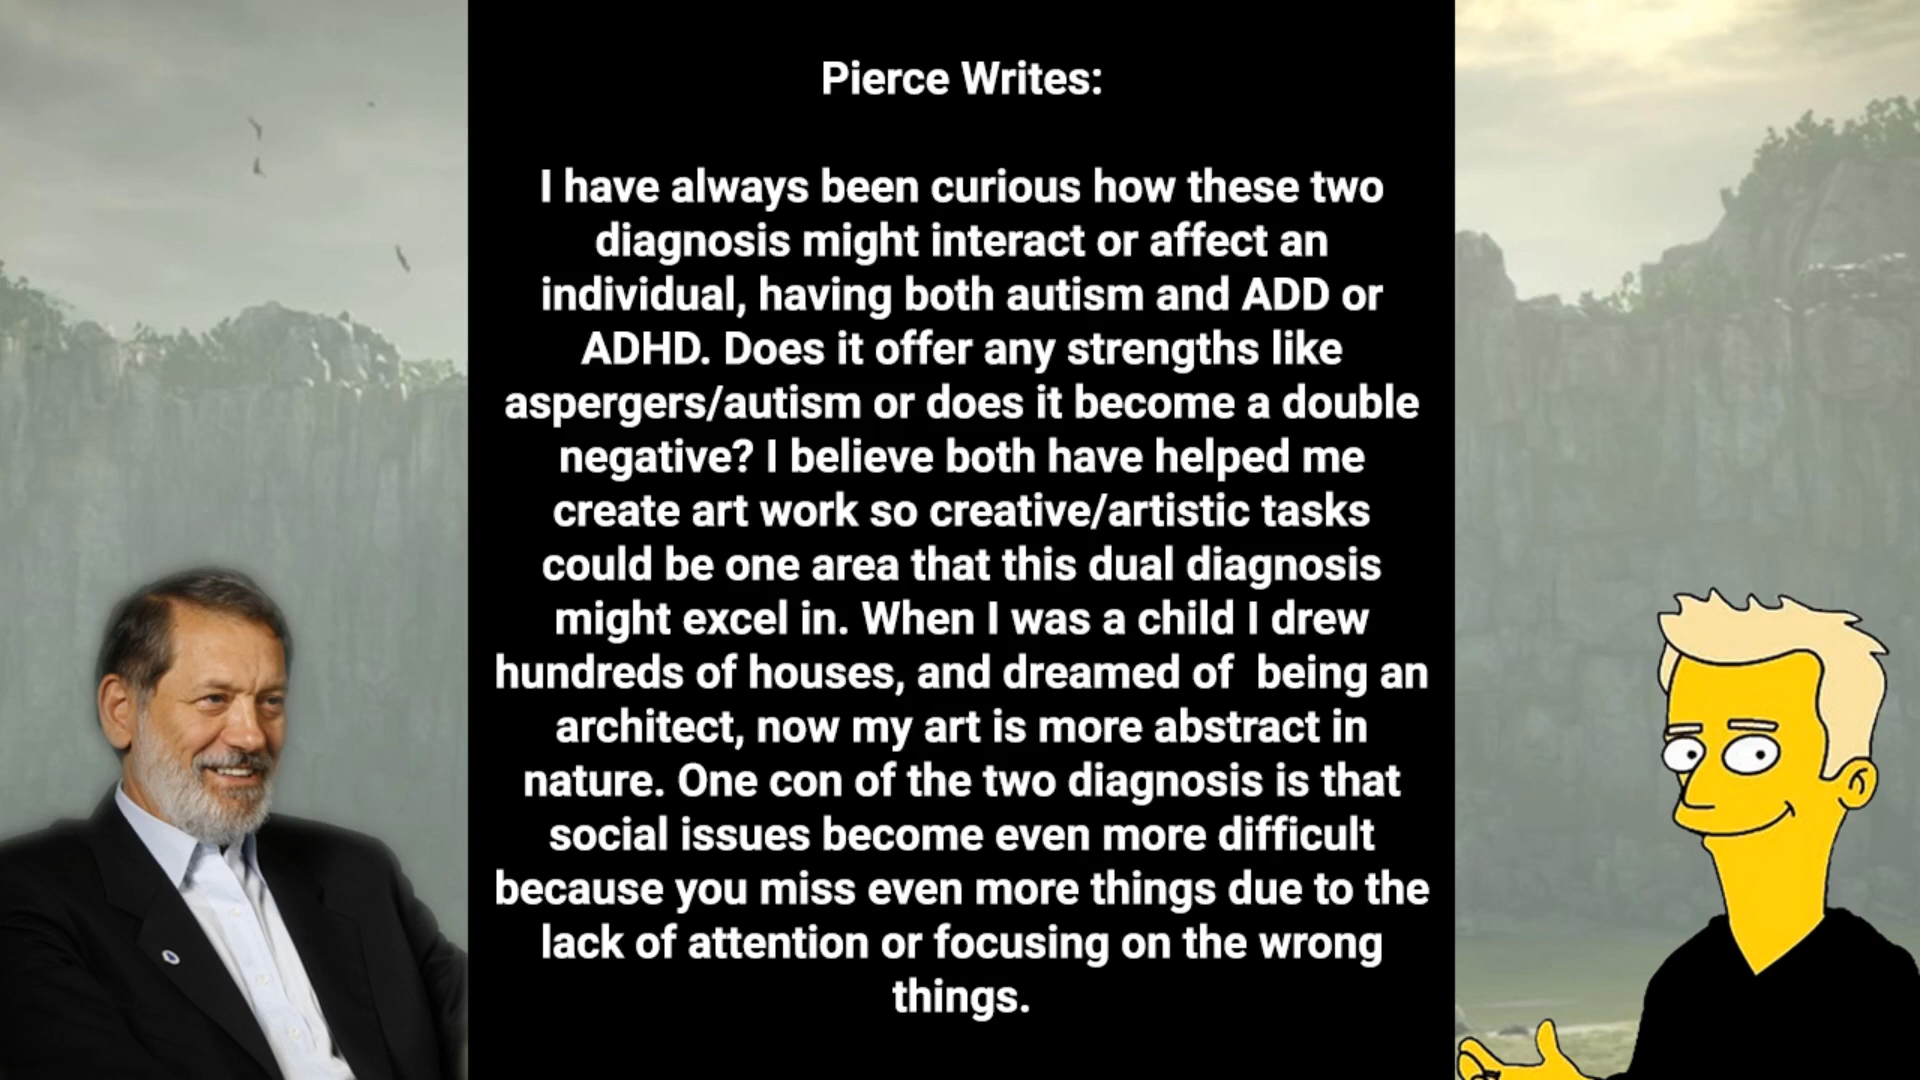 Pierce Writes:
I have always been curious how these two
diagnosis might interact or affect an
individual, having both autism and ADD or
ADHD. Does it offer any strengths like
aspergers/autism or does it become a double
negative? I believe both have helped me
create art work so creative/artistic tasks
could be one area that this dual diagnosis
might excel in. When I was a child I drew
hundreds of houses, and dreamed of  being an
architect, now my art is more abstract in
nature. One con of the two diagnosis is that
social issues become even more difficult
because you miss even more things due to the
lack of attention or focusing on the wrong
things.